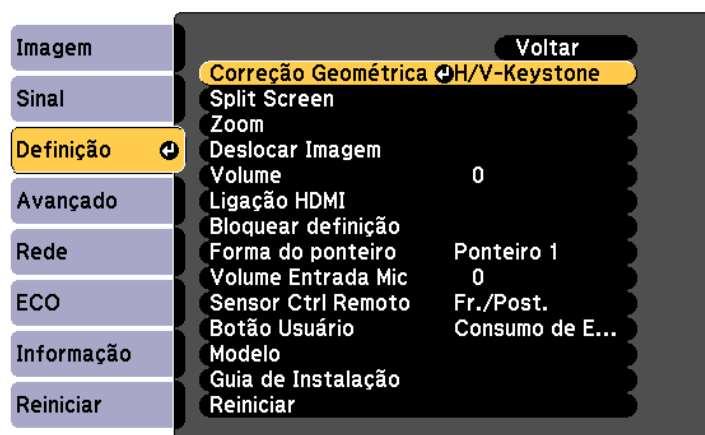 Imagem
Sinal
Definição
Avançado
Rede
ECO
Informação
Reiniciar
Voltar
Correção Geométrica H/V-Keystone
Split Screen
Zoom
Deslocar Imagem
Volume 0
Ligação HDMI
Bloquear definição
Forma do ponteiro Ponteiro 1
Volume Entrada Mic 0
Sensor Ctrl Remoto Fr./Post.
Botão Usuário Consumo de E...
Modelo
Guia de Instalação
Reiniciar